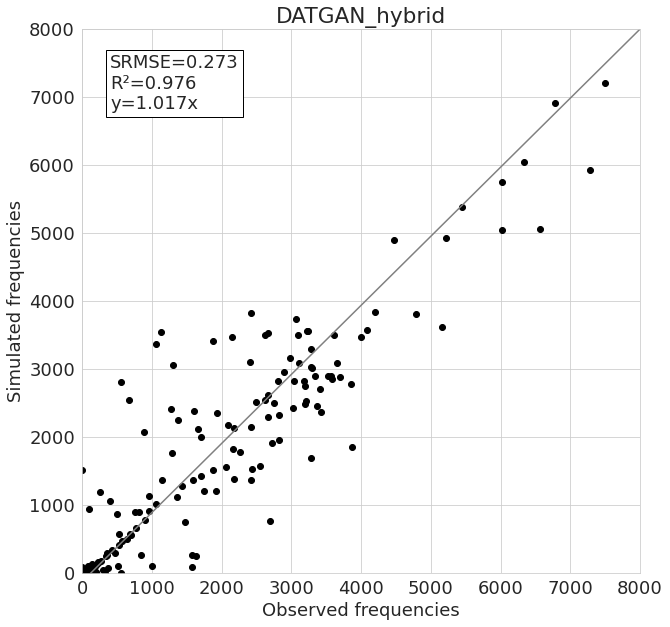 DATGAN_hybrid
SRMSE=0.273
R²=0.976
y=1.017x
8000
7000
6000
5000
4000
3000
2000
1000
0
Simulated frequencies
0 1000 2000 3000 4000 5000 6000 7000 8000
Observed frequencies